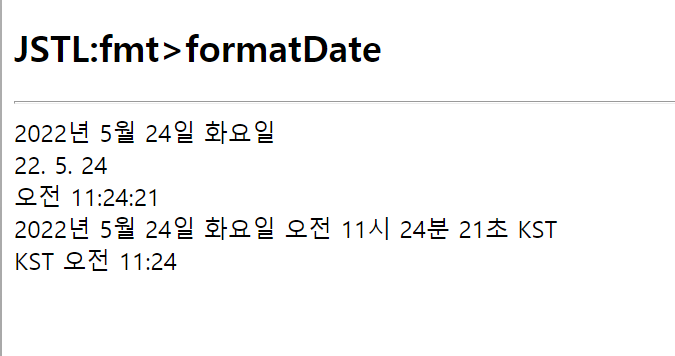 JSTL:fmt>formatDate
2022년 5월 24일 화요일
22. 5. 24
오전 11:24:21
2022년 5월 24일 화요일 오전 11시 24분 21초 KST
KST 오전 11:24